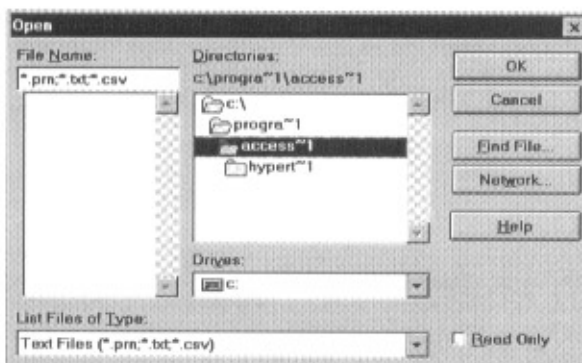 Open
File Name:
*.prn;*.txt;*.csv
Directories:
c:\progra~1\access~1
c:\
progra~1
access~1
hypert~1
Drives:
c:
List Files of Type:
Text Files (*.prn;*.txt;*.csv)
OK
Cancel
Find File...
Network...
Help
Read Only